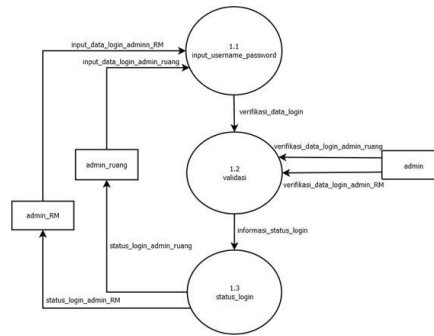 input_data_login_adminn_RM
1.1
input_username_password
input_data_login_admin_ruang
verifikasi_data_login
verifikasi_data_login_admin_ruang
admin_ruang
1.2
validasi
admin
verifikasi_data_login_admin_RM
admin_RM
informasi_status_login
status_login_admin_ruang
1.3
status_login
status_login_admin_RM